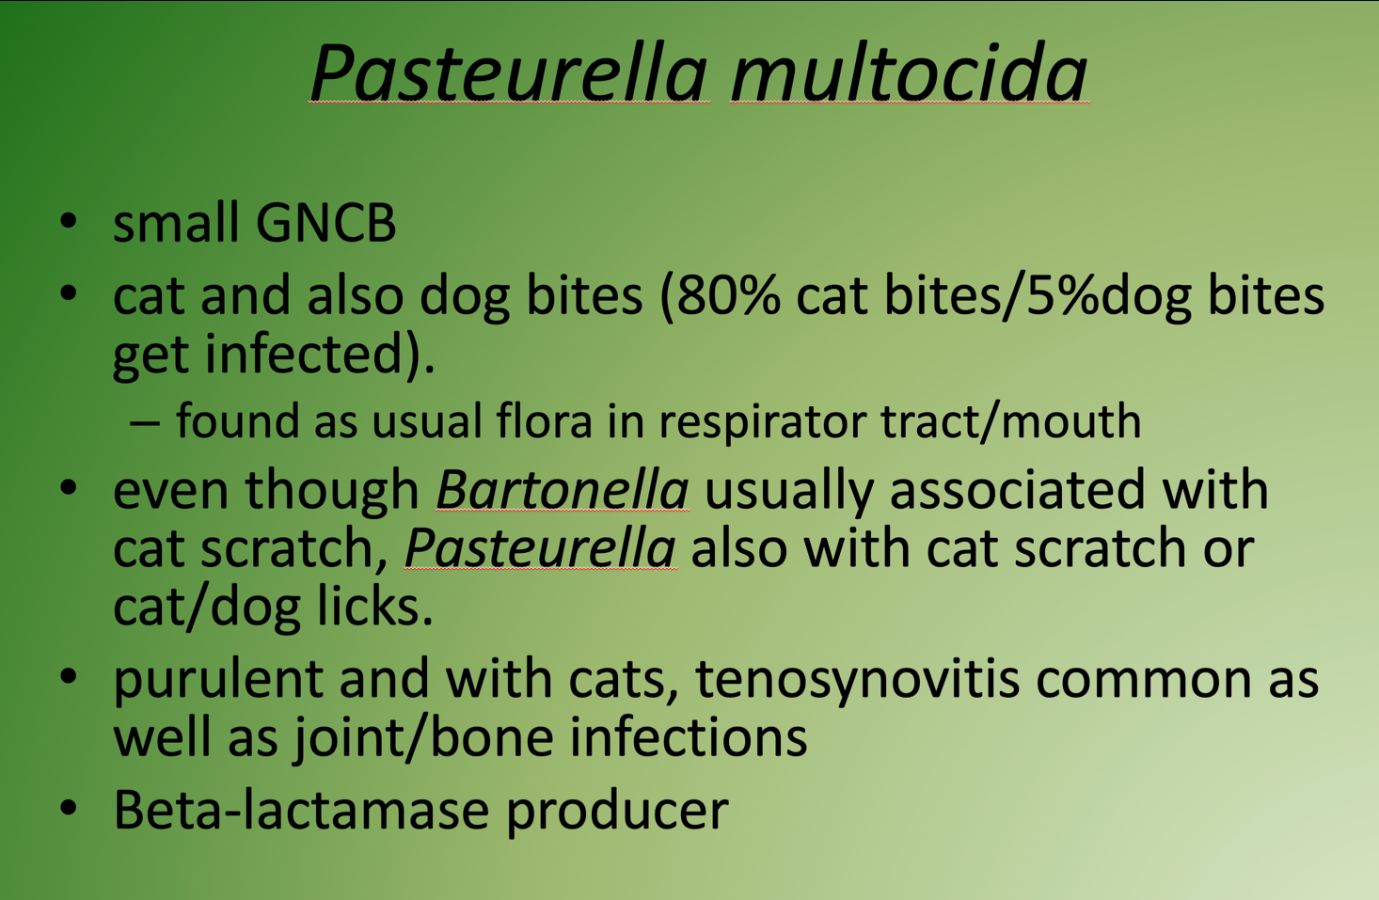 Pasteurella multocida
• small GNCB
• cat and also dog bites (80% cat bites/5%dog bites
get infected).
– found as usual flora in respirator tract/mouth
• even though Bartonella usually associated with
cat scratch, Pasteurella also with cat scratch or
cat/dog licks.
• purulent and with cats, tenosynovitis common as
well as joint/bone infections
• Beta-lactamase producer